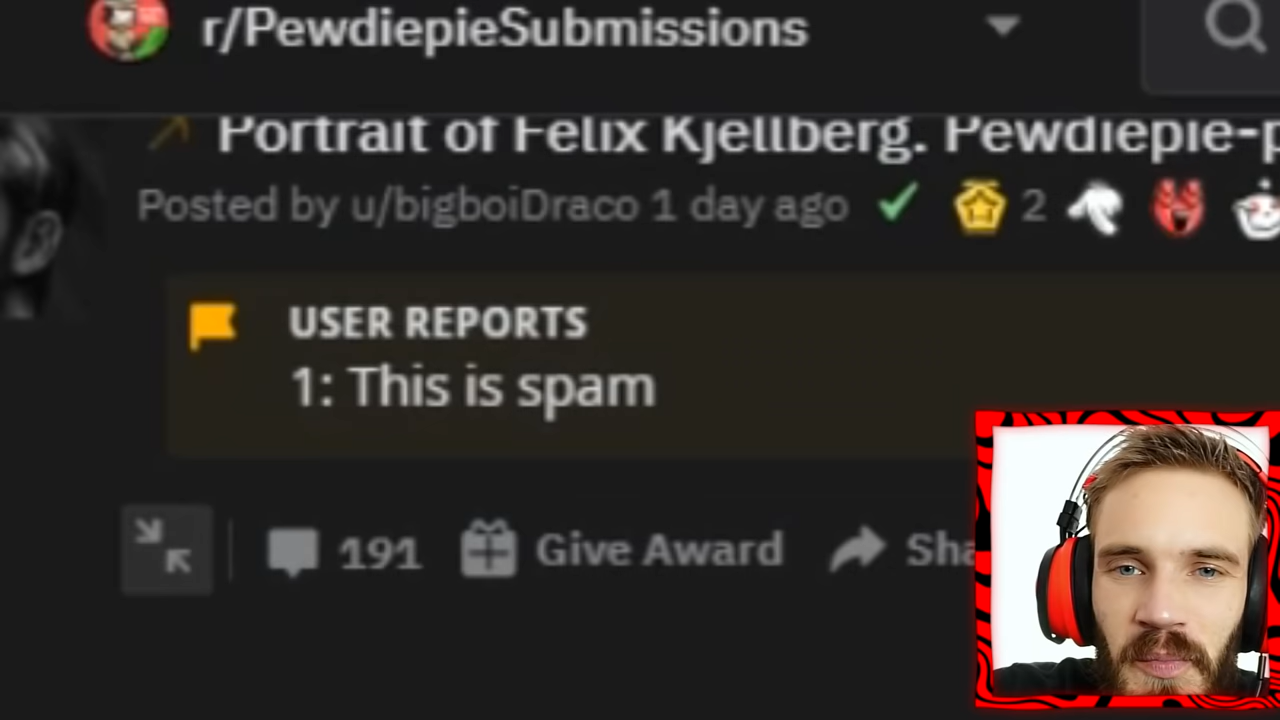 r/PewdiepieSubmissions
Portrait of Felix Kjellberg. Pewdiepie-p
Posted by u/bigboiDraco 1 day ago 2
USER REPORTS
1: This is spam
191 Give Award Sha